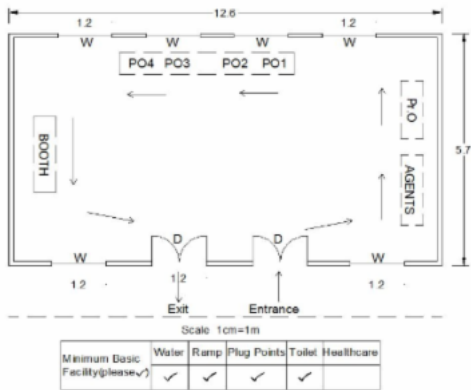 12.6
1.2 1.2
W W W W
PO4 PO3 PO2 PO1
BOOTH
Pr.O
AGENTS
5.7
D D
W W
1.2 1.2 1.2
Exit Entrance
Scale 1cm=1m
Minimum Basic Facility(please✓) Water Ramp Plug Points Toilet Healthcare
✓ ✓ ✓ ✓